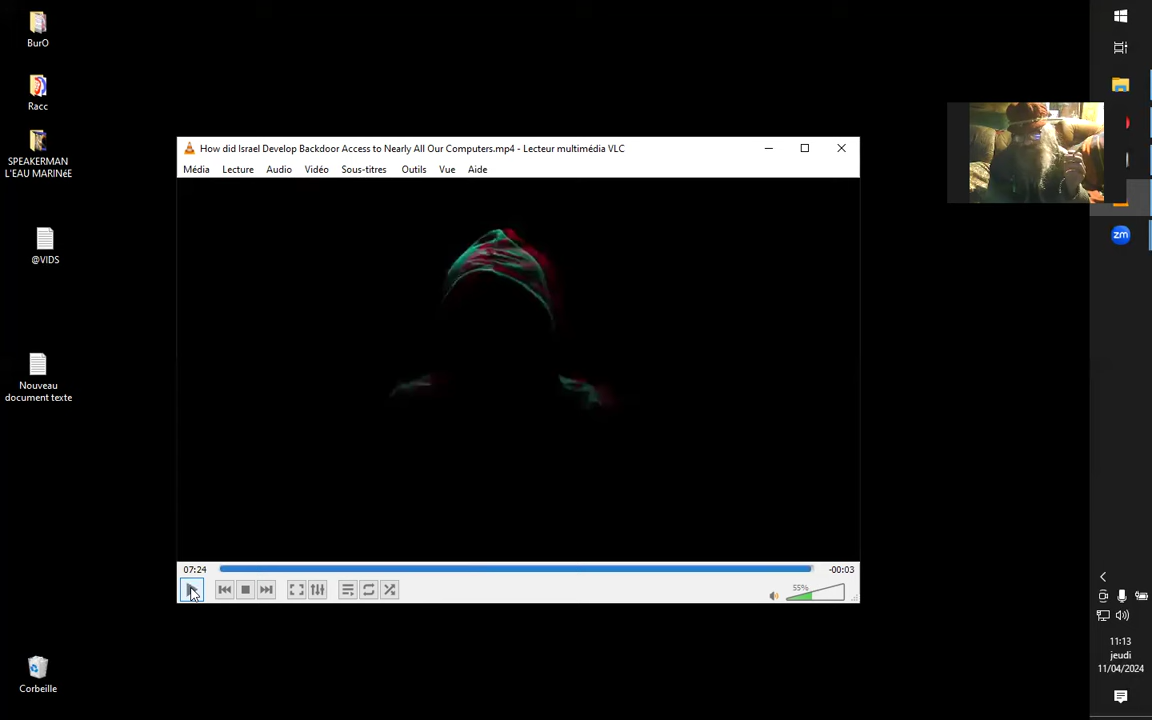 BurO
Racc
SPEAKERMAN
L'EAU MARINéE
@VIDS
Nouveau
document texte
Corbeille
How did Israel Develop Backdoor Access to Nearly All Our Computers.mp4 - Lecteur multimédia VLC
Média Lecture Audio Vidéo Sous-titres Outils Vue Aide
07:24
-00:03
55%
zm
11:13
jeudi
11/04/2024